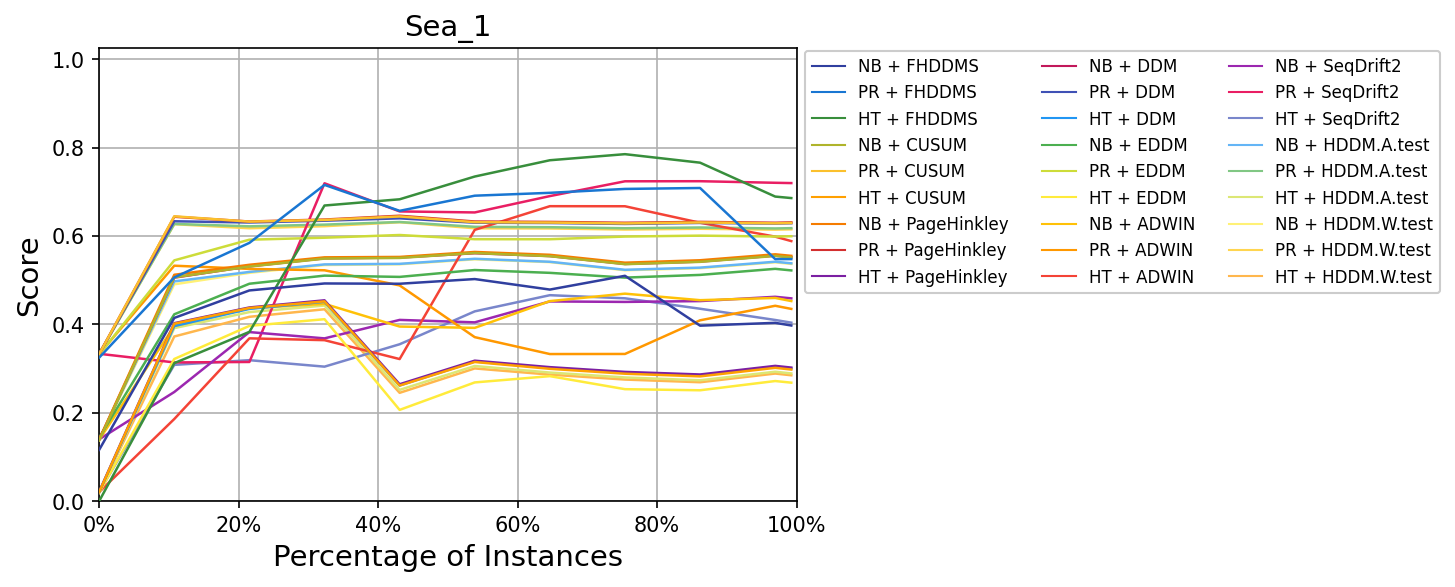 Sea_1
1.0
0.8
0.6
0.4
0.2
0.0
Score
0%
20%
40%
60%
80%
100%
Percentage of Instances
NB + FHDDMS
PR + FHDDMS
HT + FHDDMS
NB + CUSUM
PR + CUSUM
HT + CUSUM
NB + PageHinkley
PR + PageHinkley
HT + PageHinkley
NB + DDM
PR + DDM
HT + DDM
NB + EDDM
PR + EDDM
HT + EDDM
NB + ADWIN
PR + ADWIN
HT + ADWIN
NB + SeqDrift2
PR + SeqDrift2
HT + SeqDrift2
NB + HDDM.A.test
PR + HDDM.A.test
HT + HDDM.A.test
NB + HDDM.W.test
PR + HDDM.W.test
HT + HDDM.W.test